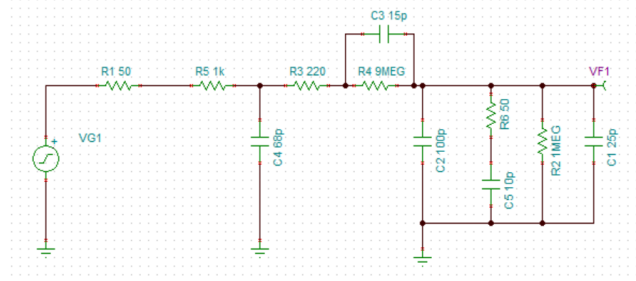 C3 15p
R1 50
R5 1k
R3 220
R4 9MEG
VF1
VG1
+
C4 68p
C2 100p
R6 50
C5 10p
R2 1MEG
C1 25p